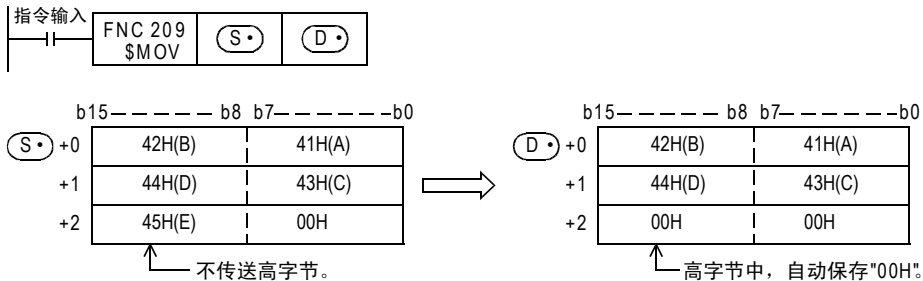 指令输入
FNC 209
$MOV
S・
D・
b15 b8 b7 b0
b15 b8 b7 b0
S・ +0 42H(B) 41H(A)
D・ +0 42H(B) 41H(A)
+1 44H(D) 43H(C)
+1 44H(D) 43H(C)
+2 45H(E) 00H
+2 00H 00H
不传送高字节。
高字节中，自动保存"00H"。